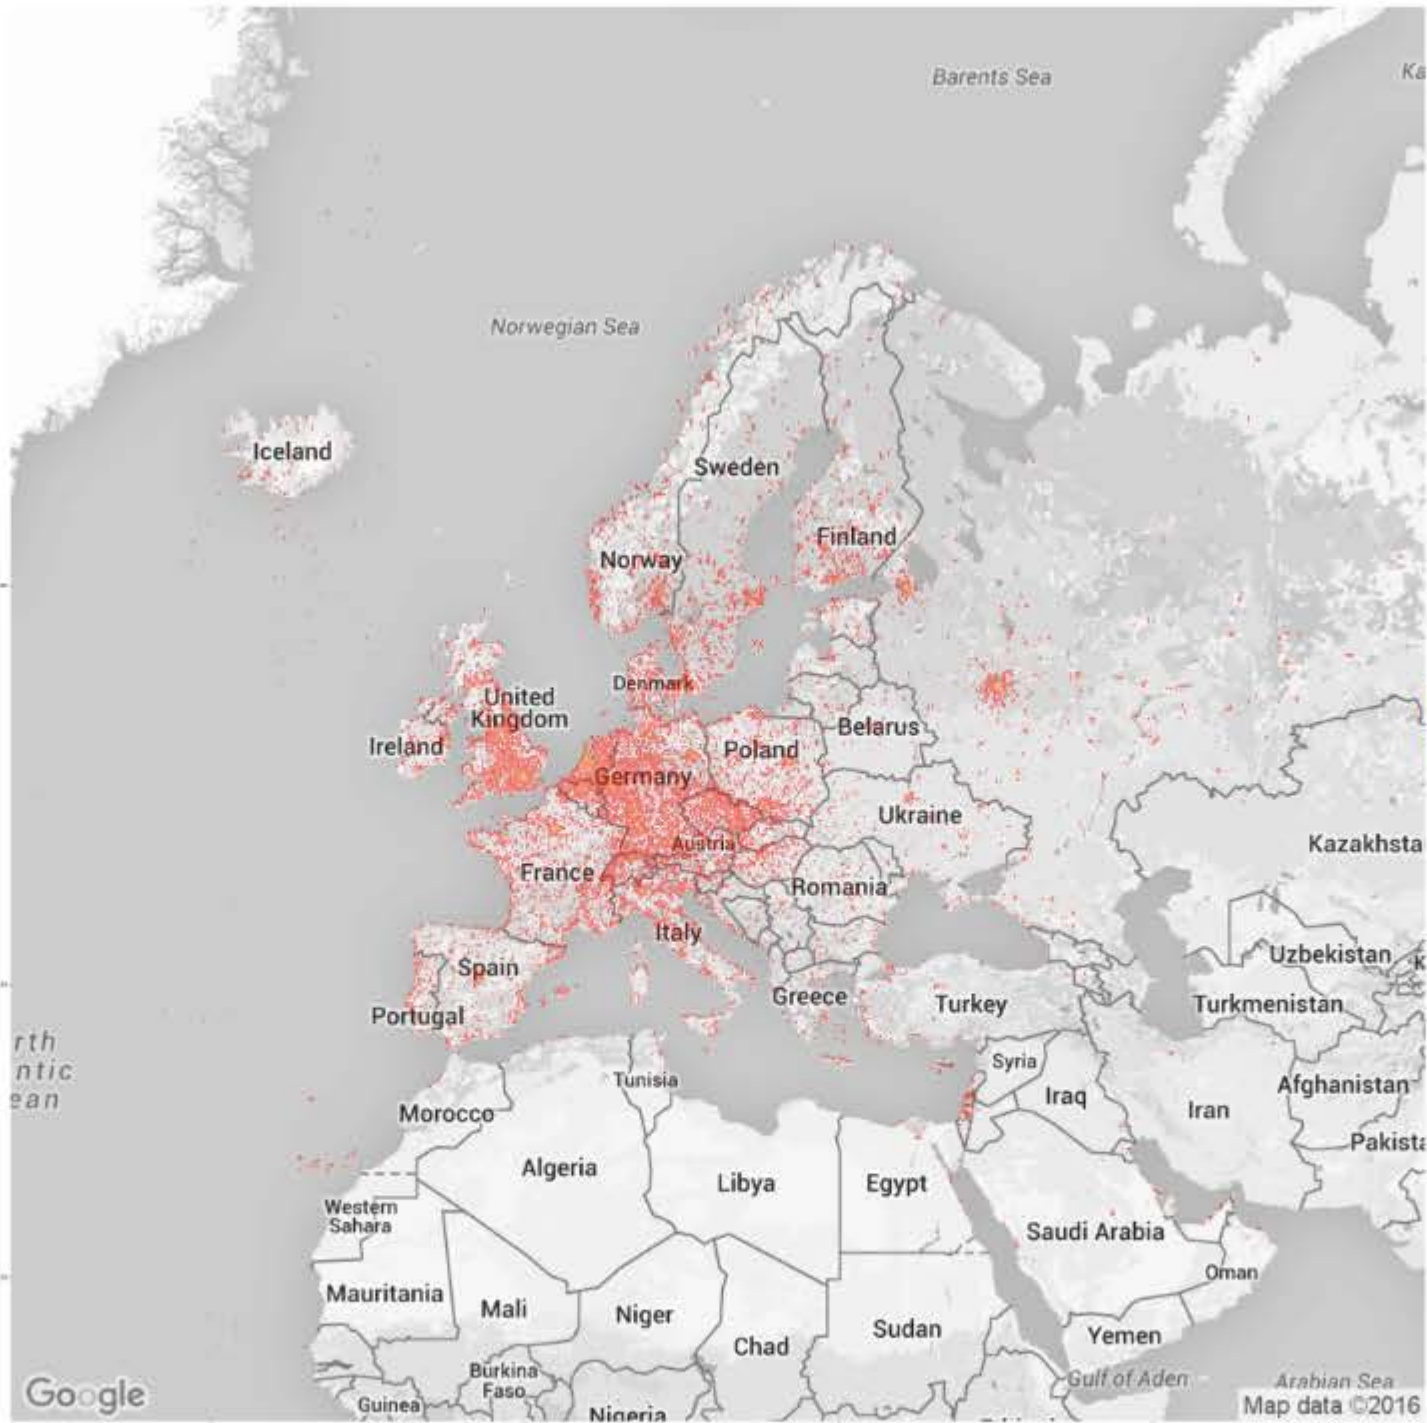 Barents Sea
Ka
Norwegian Sea
Iceland
Sweden
Finland
Norway
Denmark
United
Kingdom
Ireland
Belarus
Poland
Germany
Ukraine
Kazakhsta
Austria
France
Romania
Italy
Uzbekistan
K
Spain
Greece
Turkey
Turkmenistan
Portugal
rth
ntic
ean
Syria
Tunisia
Afghanistan
Iraq
Iran
Morocco
Pakista
Algeria
Libya
Egypt
Western
Sahara
Saudi Arabia
Oman
Mauritania
Mali
Niger
Sudan
Yemen
Chad
Burkina
Faso
Gulf of Aden
Arabian Sea
Google
Guinea
Nigeria
Map data ©2016